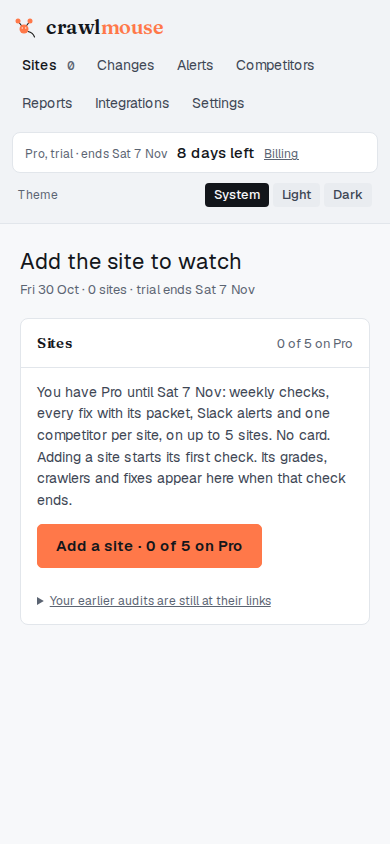 crawlmouse
Sites 0 Changes Alerts Competitors
Reports Integrations Settings
Pro, trial · ends Sat 7 Nov 8 days left Billing
Theme System Light Dark
Add the site to watch
Fri 30 Oct · 0 sites · trial ends Sat 7 Nov
Sites 0 of 5 on Pro
You have Pro until Sat 7 Nov: weekly checks,
every fix with its packet, Slack alerts and one
competitor per site, on up to 5 sites. No card.
Adding a site starts its first check. Its grades,
crawlers and fixes appear here when that check
ends.
Add a site · 0 of 5 on Pro
Your earlier audits are still at their links